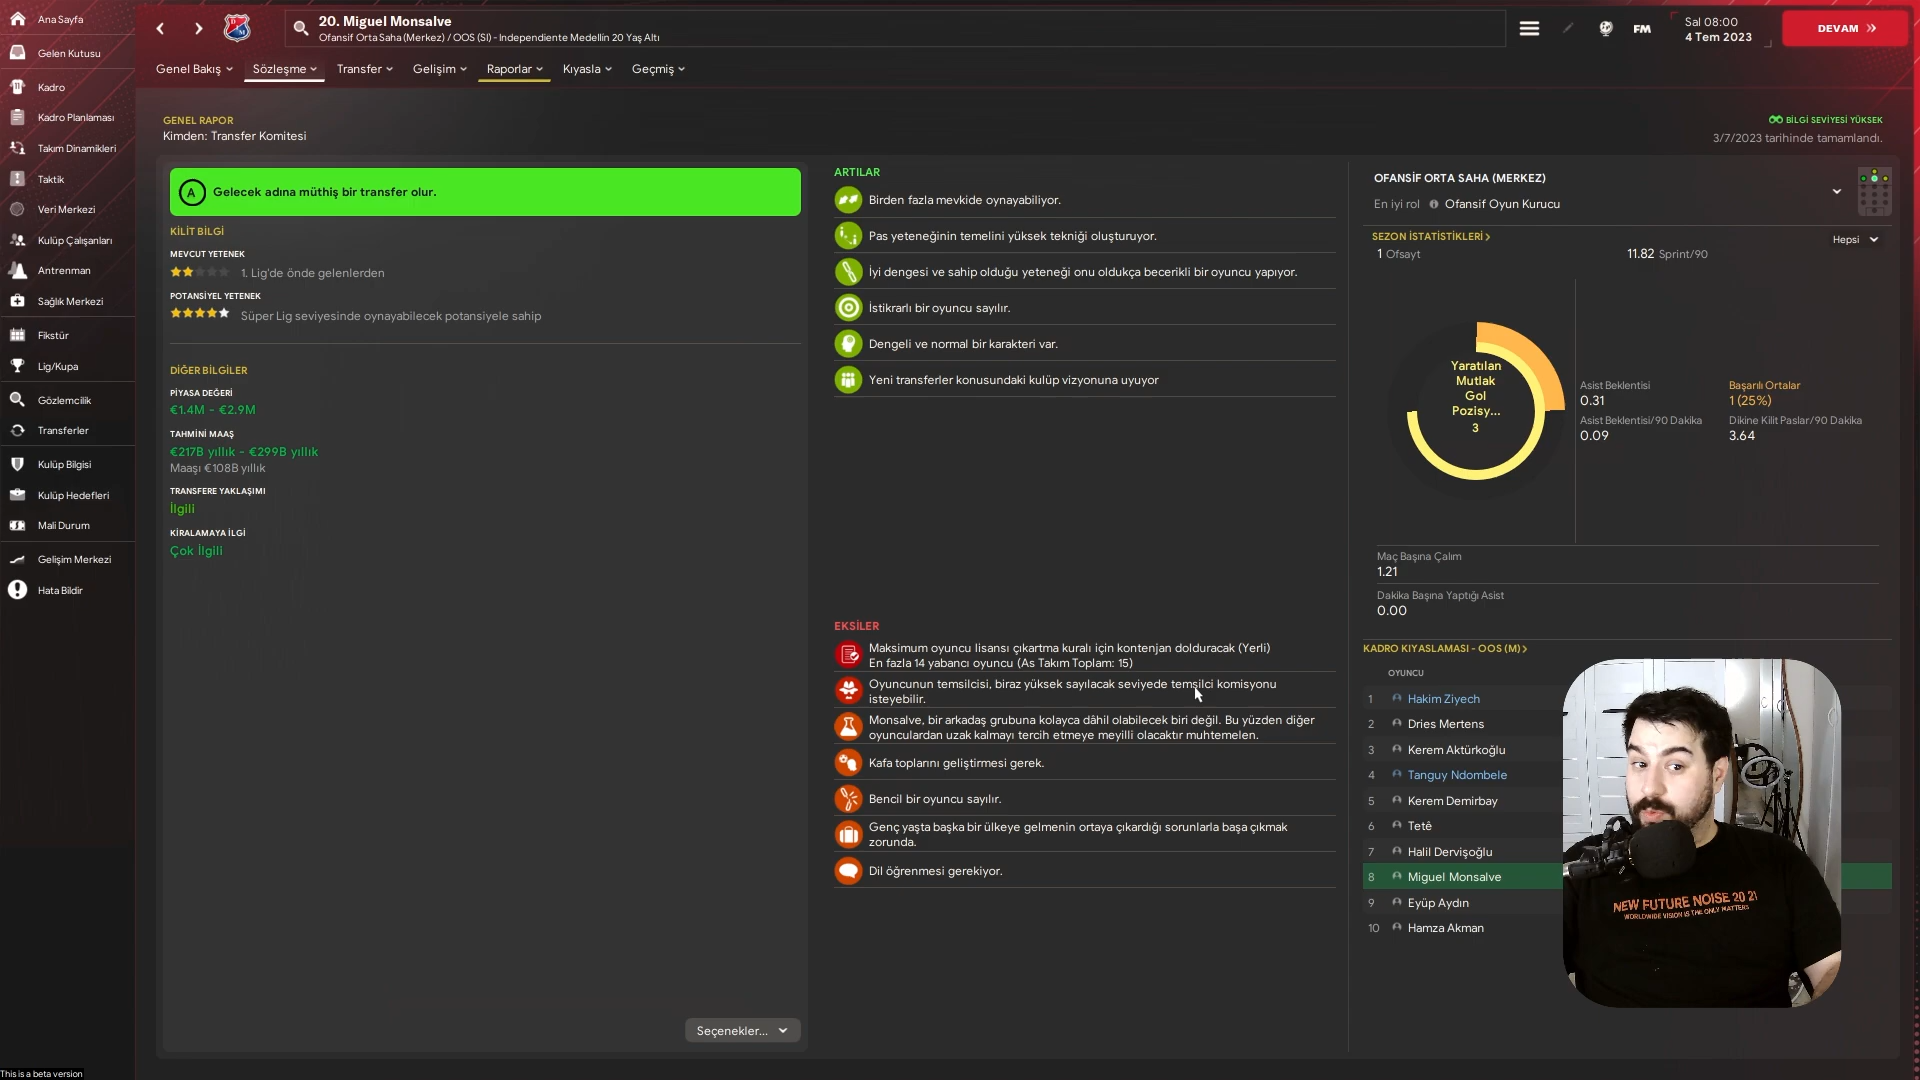 Ana Sayfa
Gelen Kutusu
Kadro
Kadro Planlaması
Takım Dinamikleri
Taktik
Veri Merkezi
Kulüp Çalışanları
Antrenman
Sağlık Merkezi
Fikstür
Lig/Kupa
Gözlemcilik
Transferler
Kulüp Bilgisi
Kulüp Hedefleri
Mali Durum
Gelişim Merkezi
Hata Bildir
This is a beta version
20. Miguel Monsalve
Ofansif Orta Saha (Merkez) / OOS (Sl) - Independiente Medellin 20 Yaş Altı
FM
Sal 08:00
4 Tem 2023
DEVAM
Genel Bakış
Sözleşme
Transfer
Gelişim
Raporlar
Kıyasla
Geçmiş
GENEL RAPOR
Kimden: Transfer Komitesi
BİLGİ SEVİYESİ YÜKSEK
3/7/2023 tarihinde tamamlandı.
A
Gelecek adına müthiş bir transfer olur.
KİLİT BİLGİ
MEVCUT YETENEK
1. Lig'de önde gelenlerden
POTANSİYEL YETENEK
Süper Lig seviyesinde oynayabilecek potansiyele sahip
DİĞER BİLGİLER
PİYASA DEĞERİ
€1.4M - €2.9M
TAHMİNİ MAAŞ
€217B yıllık - €299B yıllık
Maaşı €108B yıllık
TRANSFERE YAKLAŞIMI
İlgili
KİRALAMAYA İLGİ
Çok İlgili
Seçenekler...
ARTILAR
Birden fazla mevkide oynayabiliyor.
Pas yeteneğinin temelini yüksek tekniği oluşturuyor.
İyi dengesi ve sahip olduğu yeteneği onu oldukça becerikli bir oyuncu yapıyor.
İstikrarlı bir oyuncu sayılır.
Dengeli ve normal bir karakteri var.
Yeni transferler konusundaki kulüp vizyonuna uyuyor
EKSİLER
Maksimum oyuncu lisansı çıkartma kuralı için kontenjan dolduracak (Yerli)
En fazla 14 yabancı oyuncu (As Takım Toplam: 15)
Oyuncunun temsilcisi, biraz yüksek sayılacak seviyede temsilci komisyonu
isteyebilir.
Monsalve, bir arkadaş grubuna kolayca dâhil olabilecek biri değil. Bu yüzden diğer
oyunculardan uzak kalmayı tercih etmeye meyilli olacaktır muhtemelen.
Kafa toplarını geliştirmesi gerek.
Bencil bir oyuncu sayılır.
Genç yaşta başka bir ülkeye gelmenin ortaya çıkardığı sorunlarla başa çıkmak
zorunda.
Dil öğrenmesi gerekiyor.
OFANSİF ORTA SAHA (MERKEZ)
En iyi rol Ofansif Oyun Kurucu
SEZON İSTATİSTİKLERİ
Hepsi
1 Ofsayt
11.82 Sprint/90
Yaratılan
Mutlak
Gol
Pozisy...
3
Asist Beklentisi
0.31
Başarılı Ortalar
1 (25%)
Asist Beklentisi/90 Dakika
0.09
Dikine Kilit Paslar/90 Dakika
3.64
Maç Başına Çalım
1.21
Dakika Başına Yaptığı Asist
0.00
KADRO KIYASLAMASI - OOS (M)
OYUNCU
1 Hakim Ziyech
2 Dries Mertens
3 Kerem Aktürkoğlu
4 Tanguy Ndombele
5 Kerem Demirbay
6 Tetê
7 Halil Dervişoğlu
8 Miguel Monsalve
9 Eyüp Aydın
10 Hamza Akman
NEW FUTURE NOISE 20 21
WORLDWIDE VISION IS THE ONLY MATTERS